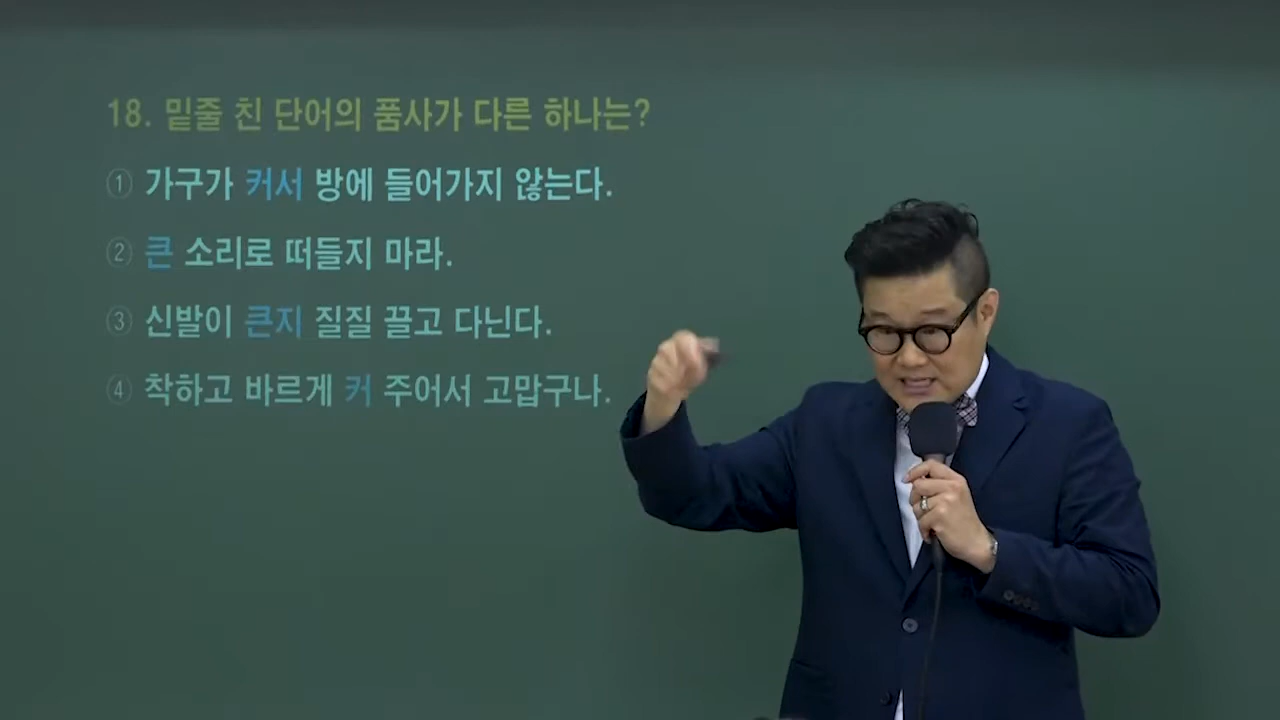 18. 밑줄 친 단어의 품사가 다른 하나는?
① 가구가 커서 방에 들어가지 않는다.
② 큰 소리로 떠들지 마라.
③ 신발이 큰지 질질 끌고 다닌다.
④ 착하고 바르게 커 주어서 고맙구나.